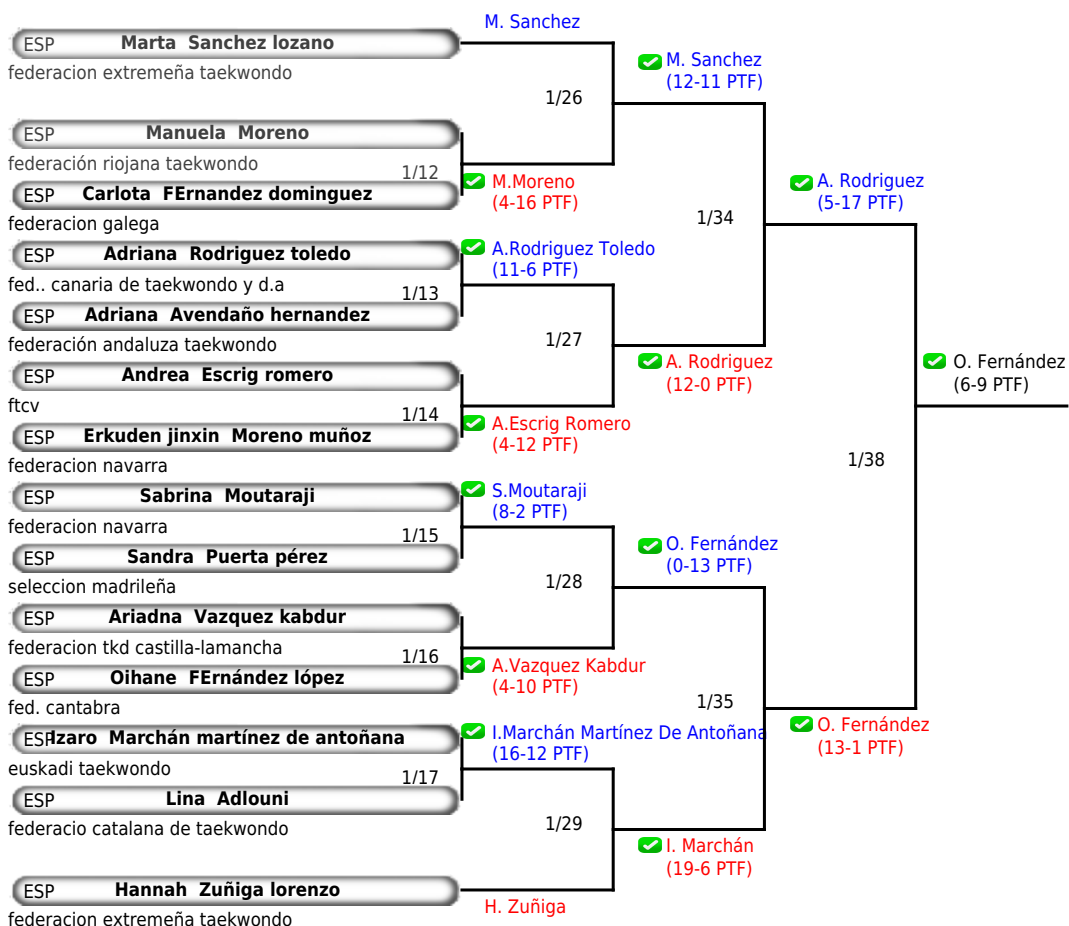 M. Sanchez
ESP Marta Sanchez lozano
federacion extremeña taekwondo
M. Sanchez
(12-11 PTF)
1/26
ESP Manuela Moreno
federación riojana taekwondo
1/12
M.Moreno
(4-16 PTF)
ESP Carlota FErnandez dominguez
federacion galega
A. Rodriguez
(5-17 PTF)
1/34
ESP Adriana Rodriguez toledo
fed.. canaria de taekwondo y d.a
A.Rodriguez Toledo
(11-6 PTF)
1/13
ESP Adriana Avendaño hernandez
federación andaluza taekwondo
1/27
ESP Andrea Escrig romero
ftcv
A. Rodriguez
(12-0 PTF)
O. Fernández
(6-9 PTF)
1/14
A.Escrig Romero
(4-12 PTF)
ESP Erkuden jinxin Moreno muñoz
federacion navarra
1/38
ESP Sabrina Moutaraji
federacion navarra
S.Moutaraji
(8-2 PTF)
1/15
ESP Sandra Puerta pérez
seleccion madrileña
O. Fernández
(0-13 PTF)
1/28
ESP Ariadna Vazquez kabdur
federacion tkd castilla-lamancha
1/16
A.Vazquez Kabdur
(4-10 PTF)
ESP Oihane FErnández lópez
fed. cantabra
1/35
ESP Izaro Marchán martínez de antoñana
euskadi taekwondo
I.Marchán Martínez De Antoñana
(16-12 PTF)
O. Fernández
(13-1 PTF)
1/17
ESP Lina Adlouni
federacio catalana de taekwondo
1/29
I. Marchán
(19-6 PTF)
ESP Hannah Zuñiga lorenzo
federacion extremeña taekwondo
H. Zuñiga